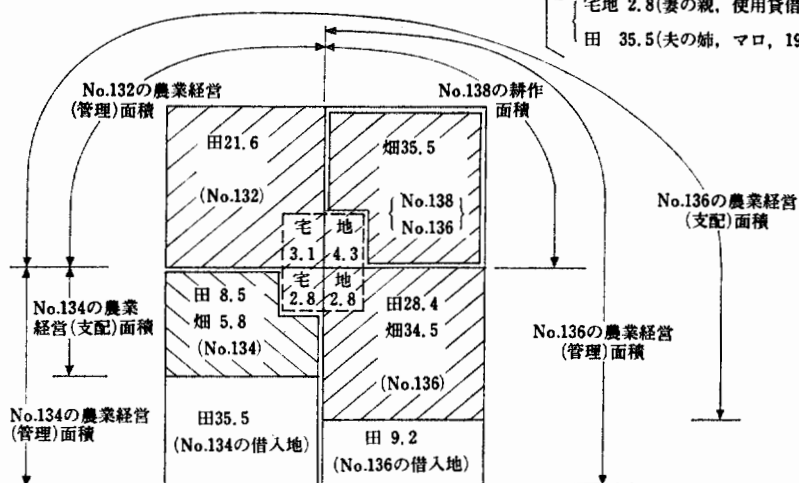 宅地 2.8(妻の親, 使用貸借
田 35.5(夫の姉, マロ, 19
No.132の農業経営
(管理)面積
No.138の耕作
面積
田21.6
(No.132)
畑35.5
No.138
No.136
宅 地
3.1 4.3
宅 地
2.8 2.8
No.136の農業経営
(支配)面積
No.134の農業
経営(支配)面積
田 8.5
畑 5.8
(No.134)
田28.4
畑34.5
(No.136)
No.136の農業経営
(管理)面積
No.134の農業経営
(管理)面積
田35.5
(No.134の借入地)
田 9.2
(No.136の借入地)